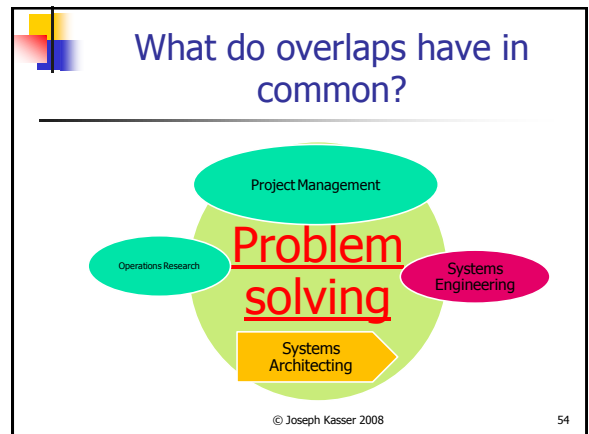 What do overlaps have in
common?
Project Management
Operations Research
Problem
solving
Systems
Engineering
Systems
Architecting
© Joseph Kasser 2008
54